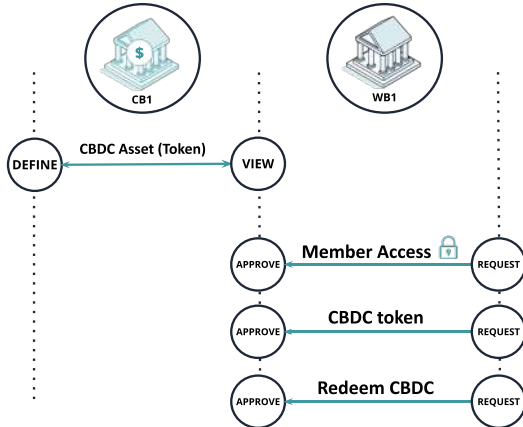 $
CB1
WB1
DEFINE
CBDC Asset (Token)
VIEW
APPROVE
Member Access
REQUEST
APPROVE
CBDC token
REQUEST
APPROVE
Redeem CBDC
REQUEST